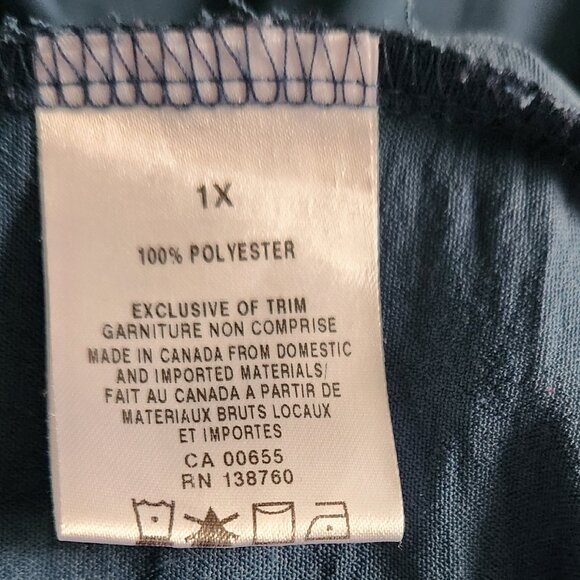 1X
100% POLYESTER
EXCLUSIVE OF TRIM
GARNITURE NON COMPRISE
MADE IN CANADA FROM DOMESTIC
AND IMPORTED MATERIALS/
FAIT AU CANADA A PARTIR DE
MATERIAUX BRUTS LOCAUX
ET IMPORTES
CA 00655
RN 138760